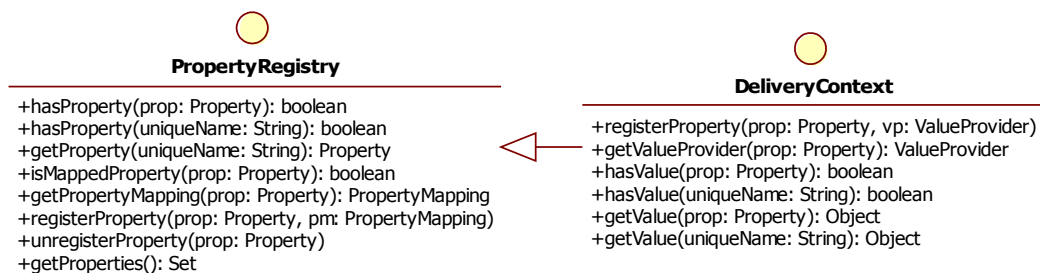 PropertyRegistry
+hasProperty(prop: Property): boolean
+hasProperty(uniqueName: String): boolean
+getProperty(uniqueName: String): Property
+isMappedProperty(prop: Property): boolean
+getPropertyMapping(prop: Property): PropertyMapping
+registerProperty(prop: Property, pm: PropertyMapping)
+unregisterProperty(prop: Property)
+getProperties(): Set
DeliveryContext
+registerProperty(prop: Property, vp: ValueProvider)
+getValueProvider(prop: Property): ValueProvider
+hasValue(prop: Property): boolean
+hasValue(uniqueName: String): boolean
+getValue(prop: Property): Object
+getValue(uniqueName: String): Object